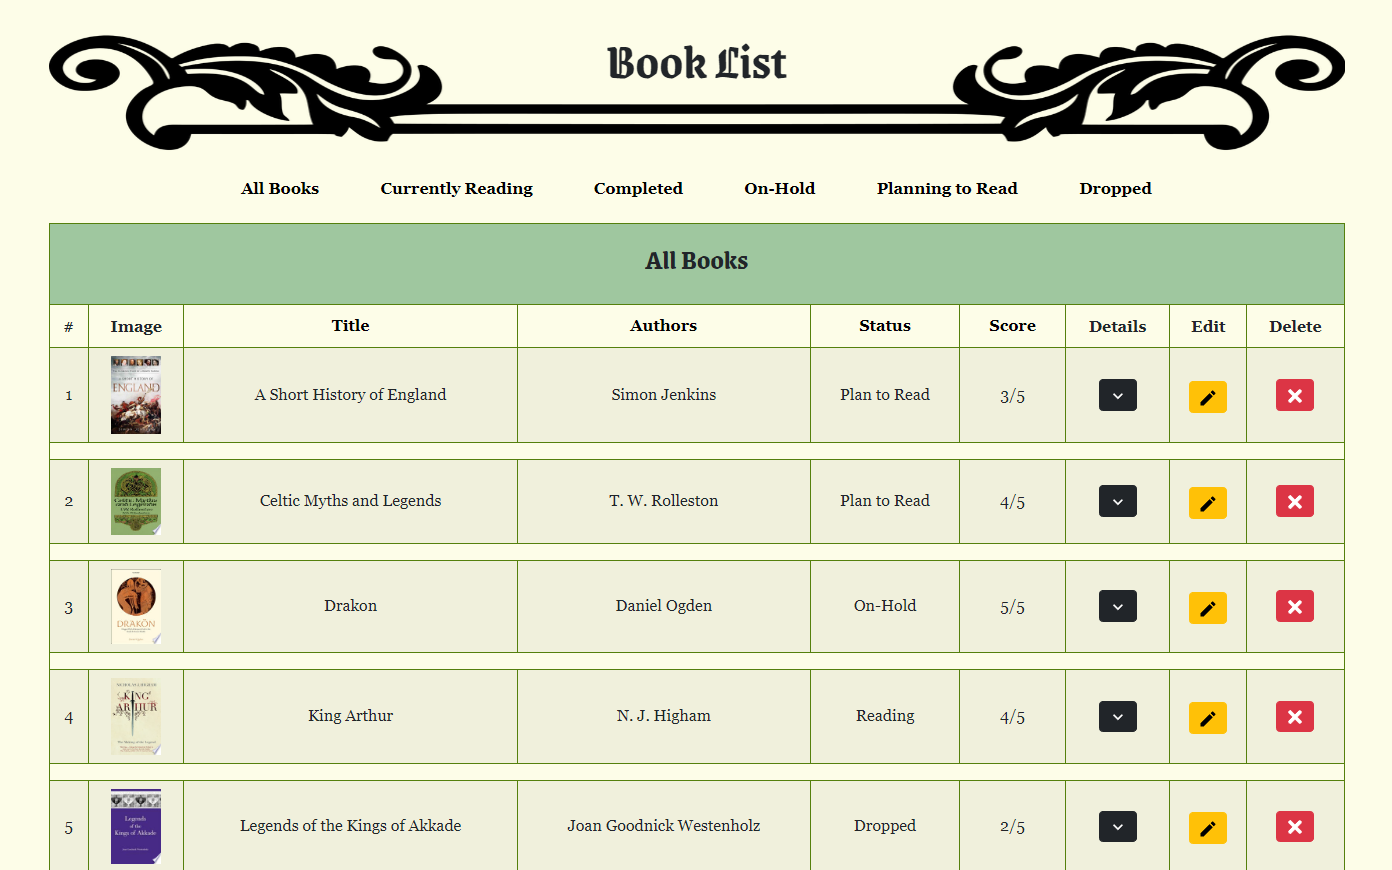 Book List
All Books Currently Reading Completed On-Hold Planning to Read Dropped
All Books
# Image Title Authors Status Score Details Edit Delete
1 ENGLAND A Short History of England Simon Jenkins Plan to Read 3/5
2 Celtic Myths and Legends Celtic Myths and Legends T. W. Rolleston Plan to Read 4/5
3 DRAKŌN Drakon Daniel Ogden On-Hold 5/5
4 KING ARTHUR King Arthur N. J. Higham Reading 4/5
5 Legends of the Kings of Akkade Legends of the Kings of Akkade Joan Goodnick Westenholz Dropped 2/5